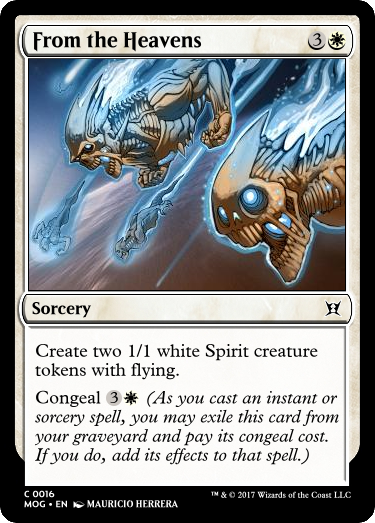 From the Heavens 3
Sorcery
Create two 1/1 white Spirit creature
tokens with flying.
Congeal 3 (As you cast an instant or
sorcery spell, you may exile this card from
your graveyard and pay its congeal cost.
If you do, add its effects to that spell.)
C 0016
MOG • EN MAURICIO HERRERA
™ & © 2017 Wizards of the Coast LLC